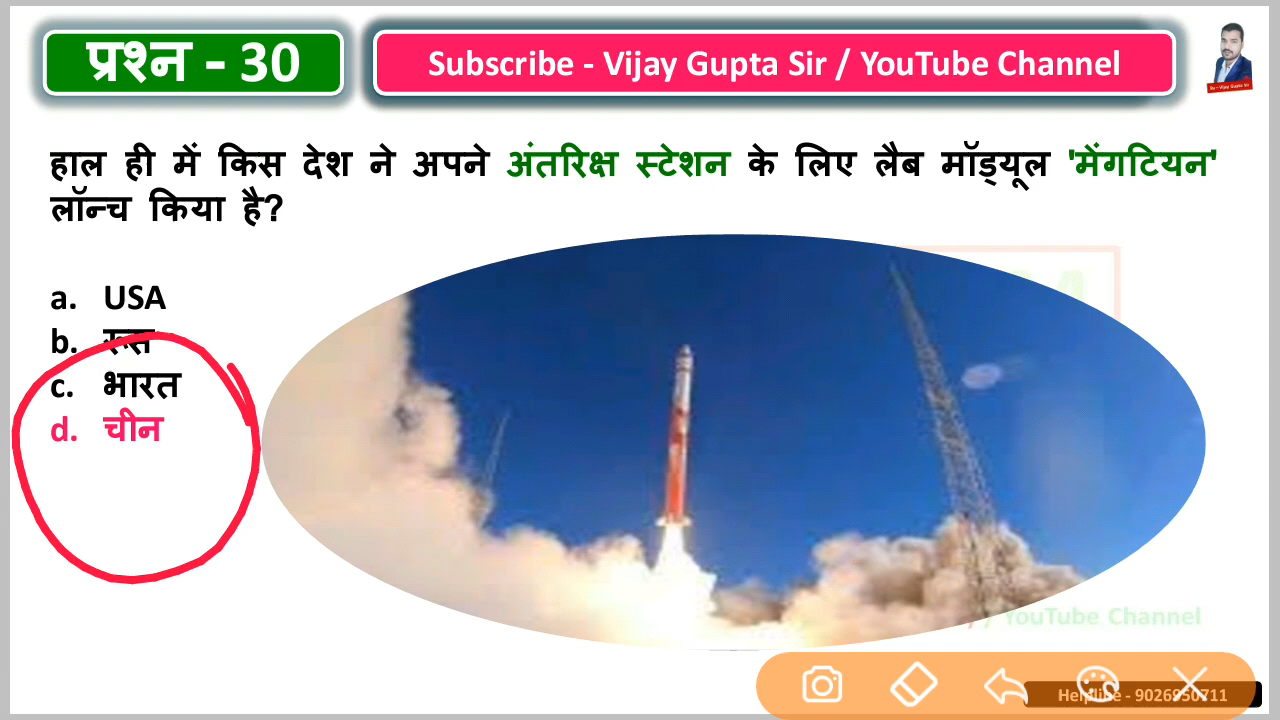 प्रश्न - 30
Subscribe - Vijay Gupta Sir / YouTube Channel
हाल ही में किस देश ने अपने अंतरिक्ष स्टेशन के लिए लैब मॉड्यूल 'मेंगटियन'
लॉन्च किया है?
a. USA
b. रूस
c. भारत
d. चीन
/ YouTube Channel
Helpline - 9026950711